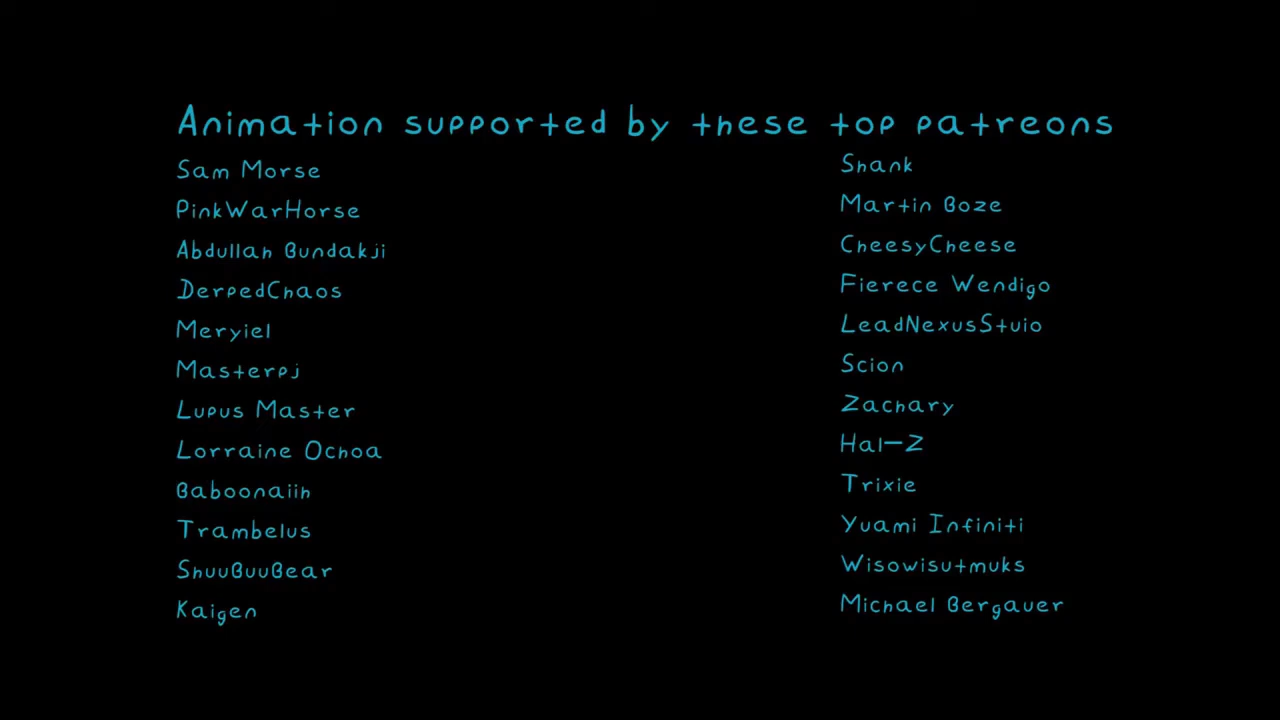 Animation supported by these top patreons
Sam Morse
PinkWarHorse
Abdullah Bundakji
DerpedChaos
Meryiel
Masterpj
Lupus Master
Lorraine Ochoa
Baboonaiih
Trambelus
ShuuBuuBear
Kaigen
Shank
Martin Boze
CheesyCheese
Fierece Wendigo
LeadNexusStuio
Scion
Zachary
Hal-Z
Trixie
Yuami Infiniti
Wisowisutmuks
Michael Bergauer